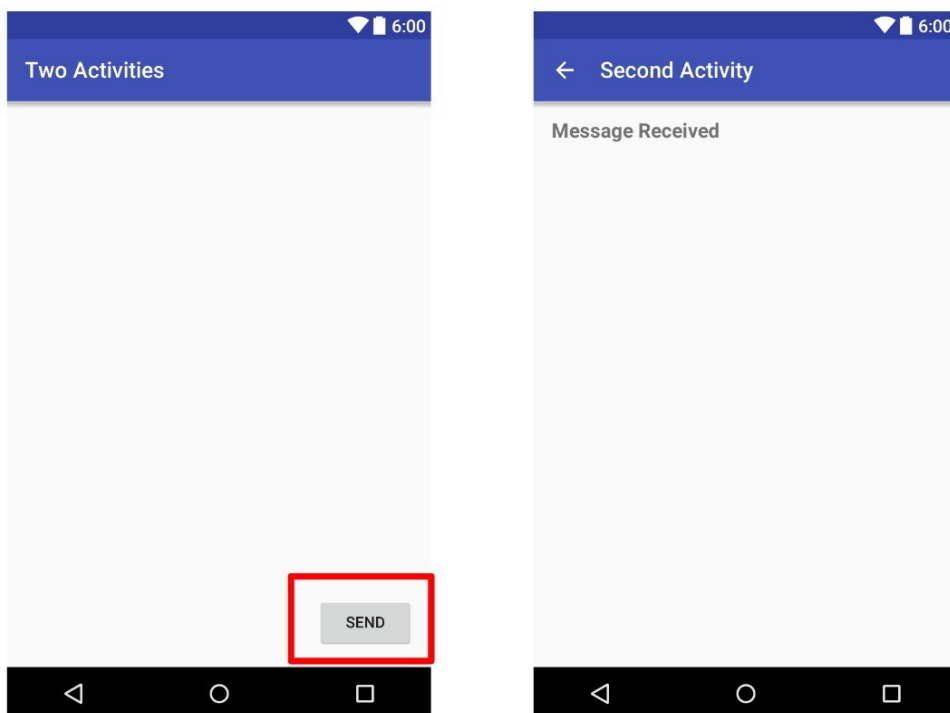 6:00
Two Activities
SEND
6:00
Second Activity
Message Received